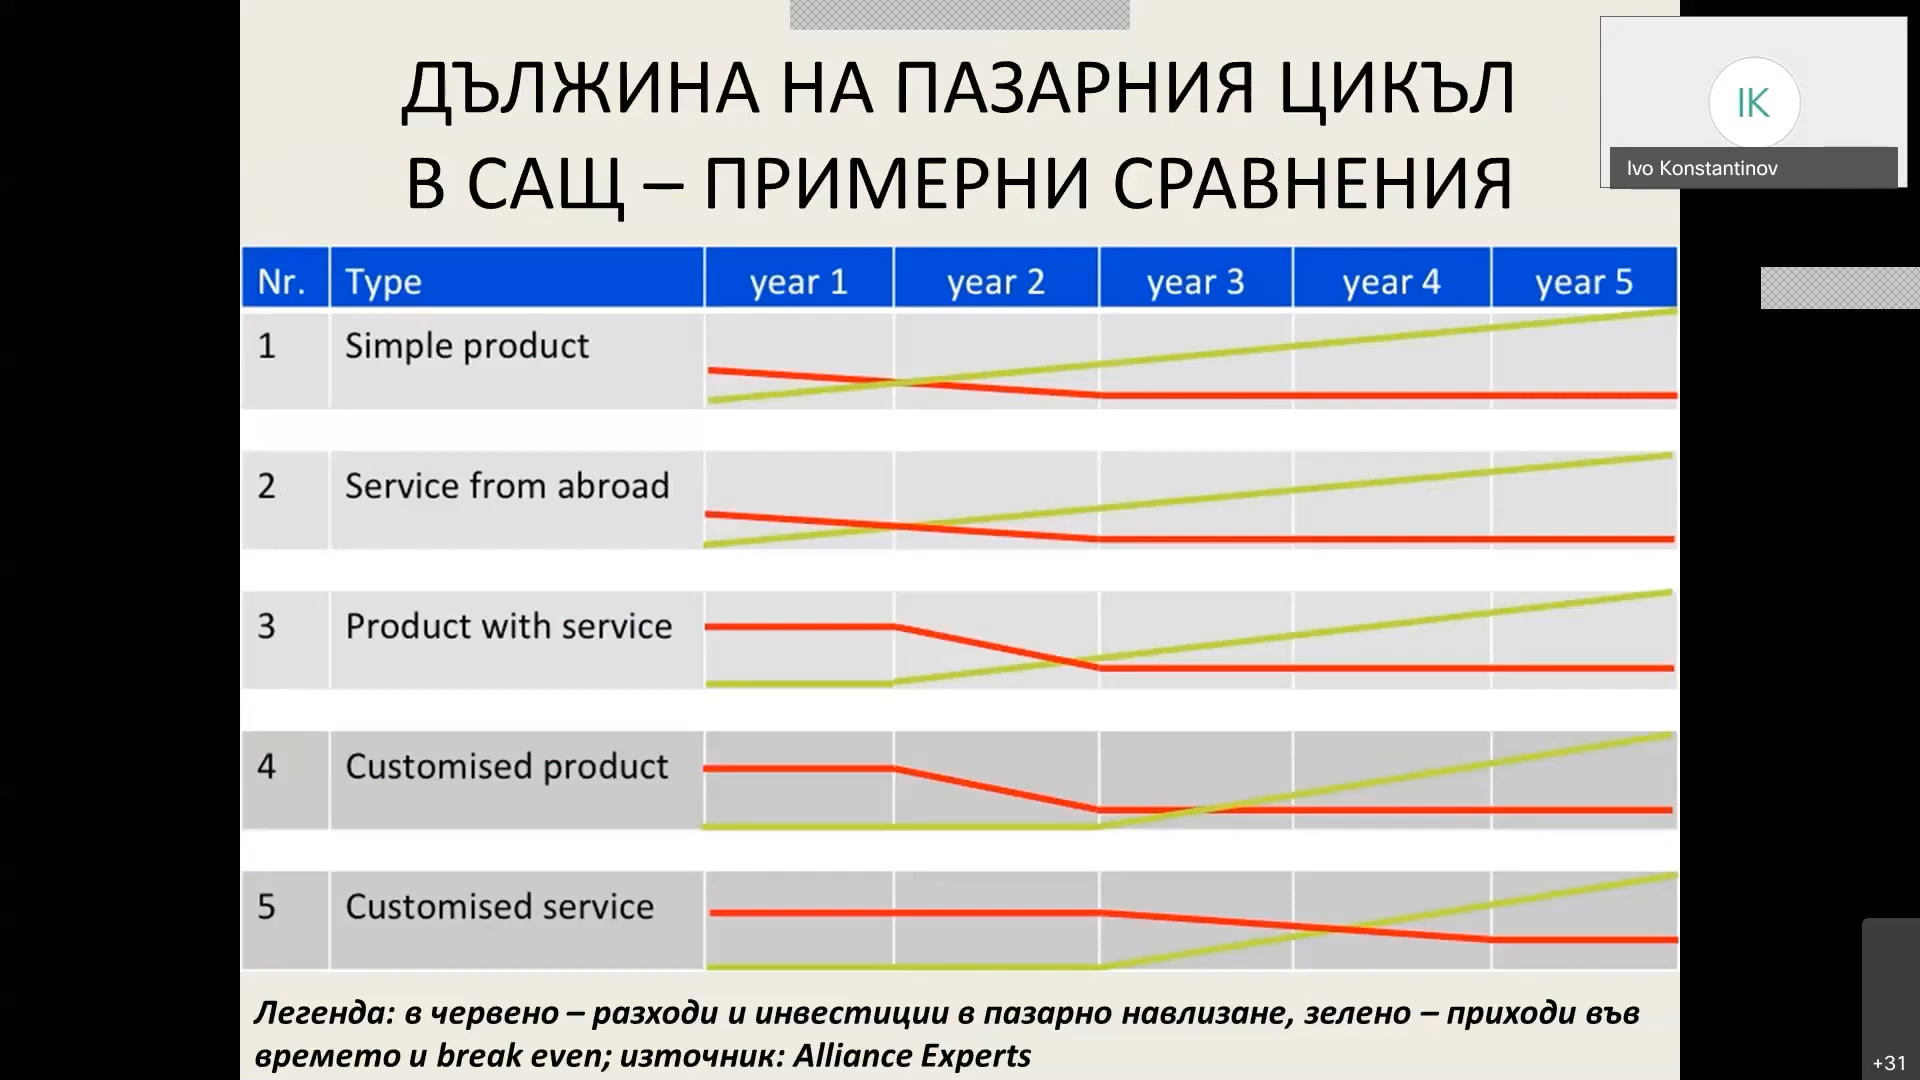 ДЪЛЖИНА НА ПАЗАРНИЯ ЦИКЪЛ
В САЩ – ПРИМЕРНИ СРАВНЕНИЯ
IK
Ivo Konstantinov
Nr. Type year 1 year 2 year 3 year 4 year 5
1 Simple product
2 Service from abroad
3 Product with service
4 Customised product
5 Customised service
Легенда: в червено – разходи и инвестиции в пазарно навлизане, зелено – приходи във
времето и break even; източник: Alliance Experts
+31